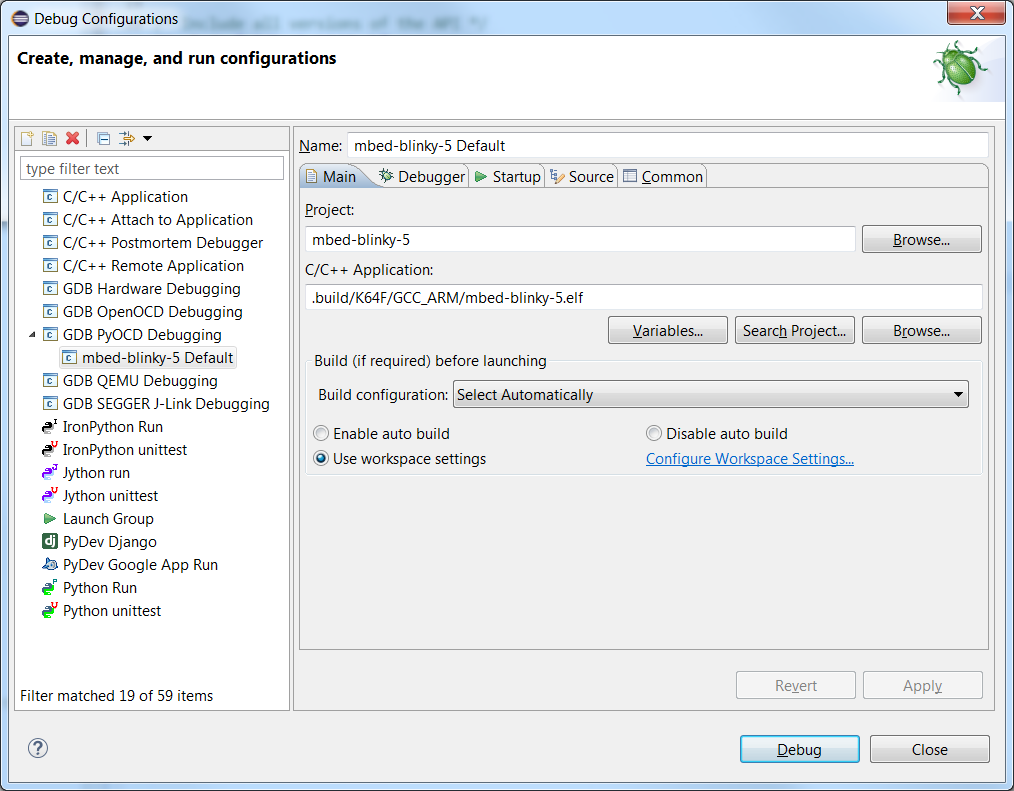 Debug Configurations
include all versions of the API */
Create, manage, and run configurations
type filter text
C/C++ Application
C/C++ Attach to Application
C/C++ Postmortem Debugger
C/C++ Remote Application
GDB Hardware Debugging
GDB OpenOCD Debugging
GDB PyOCD Debugging
mbed-blinky-5 Default
GDB QEMU Debugging
GDB SEGGER J-Link Debugging
IronPython Run
IronPython unittest
Jython run
Jython unittest
Launch Group
PyDev Django
PyDev Google App Run
Python Run
Python unittest
Filter matched 19 of 59 items
Name: mbed-blinky-5 Default
Main Debugger Startup Source Common
Project:
mbed-blinky-5 Browse...
C/C++ Application:
.build/K64F/GCC_ARM/mbed-blinky-5.elf
Variables... Search Project... Browse...
Build (if required) before launching
Build configuration: Select Automatically
Enable auto build Disable auto build
Use workspace settings Configure Workspace Settings...
Revert Apply
Debug Close